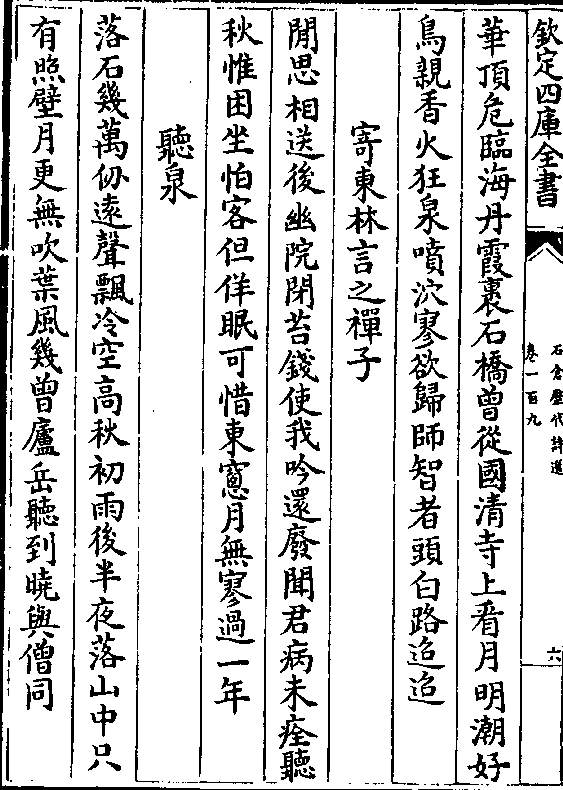 欽定四庫全書
石倉歷代詩選
卷一百九
六
華頂危臨海丹霞裹石橋曾從國清寺上看月明潮好
鳥親香火狂泉噴泬寥欲歸師智者頭白路迢迢
寄東林言之禪子
閒思相送後幽院閉苔錢使我吟還廢聞君病未痊聽
秋惟困坐怕客但佯眠可惜東窻月無寥過一年
聽泉
落石幾萬仞遠聲飄冷空高秋初雨後半夜落山中只
有照壁月更無吹葉風幾曾廬岳聽到曉與僧同